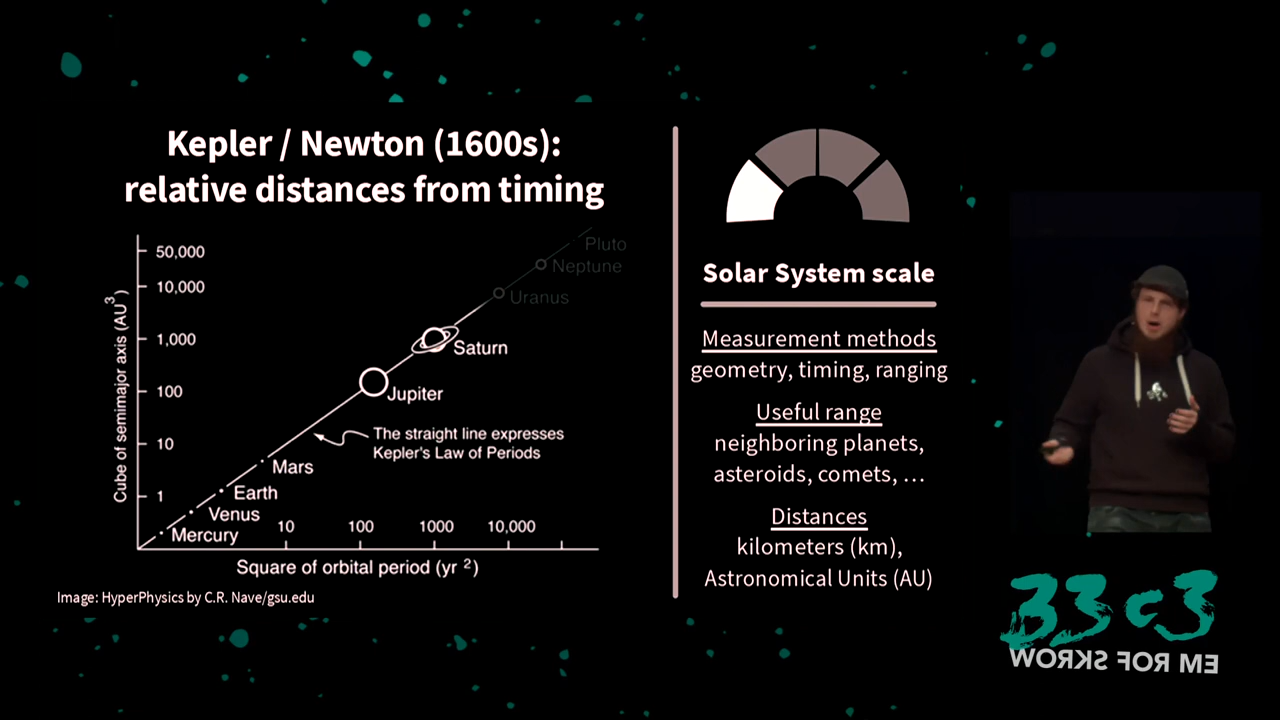 Kepler / Newton (1600s):
relative distances from timing
50,000
10,000
1,000
100
10
1
Cube of semimajor axis (AU³)
Pluto
Neptune
Uranus
Saturn
Jupiter
The straight line expresses
Kepler's Law of Periods
Mars
Earth
Venus
Mercury
10 100 1000 10,000
Square of orbital period (yr ²)
Image: HyperPhysics by C.R. Nave/gsu.edu
Solar System scale
Measurement methods
geometry, timing, ranging
Useful range
neighboring planets,
asteroids, comets, …
Distances
kilometers (km),
Astronomical Units (AU)
33c3
WORKS FOR ME